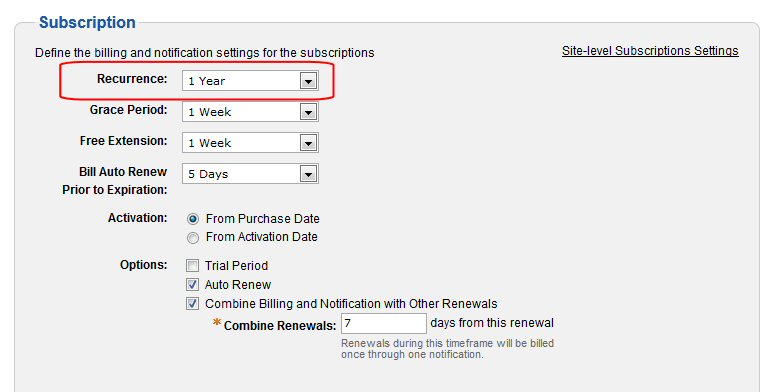 Subscription
Define the billing and notification settings for the subscriptions
Site-level Subscriptions Settings
Recurrence: 1 Year
Grace Period: 1 Week
Free Extension: 1 Week
Bill Auto Renew
Prior to Expiration: 5 Days
Activation: From Purchase Date
From Activation Date
Options: Trial Period
Auto Renew
Combine Billing and Notification with Other Renewals
* Combine Renewals: 7 days from this renewal
Renewals during this timeframe will be billed
once through one notification.